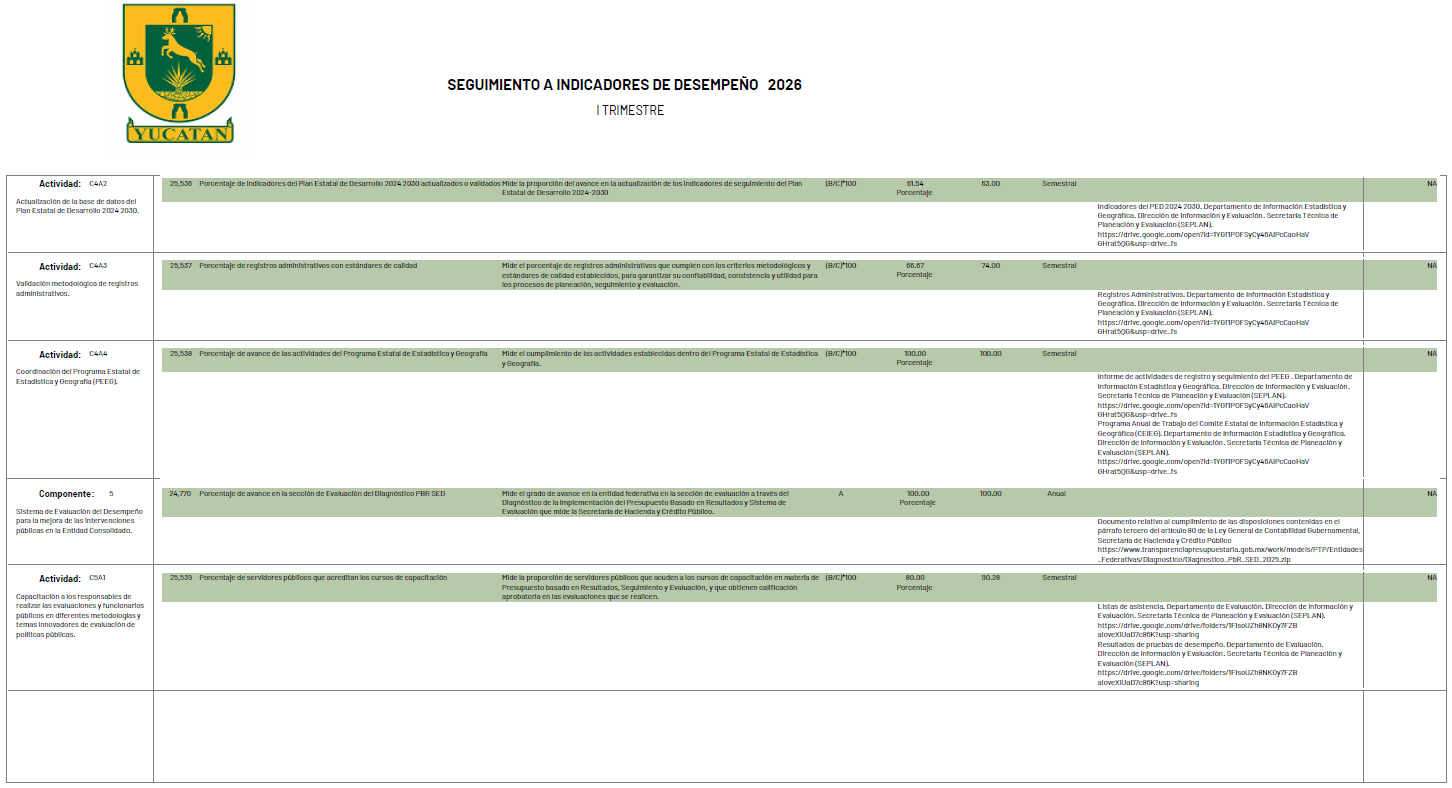 YUCATAN
SEGUIMIENTO A INDICADORES DE DESEMPEÑO 2026
I TRIMESTRE
Actividad: C4A2
Actualización de la base de datos del
Plan Estatal de Desarrollo 2024 2030.
25,536 Porcentaje de indicadores del Plan Estatal de Desarrollo 2024 2030 actualizados o validados
Mide la proporción del avance en la actualización de los indicadores de seguimiento del Plan
Estatal de Desarrollo 2024-2030
(B/C)*100
61.54
Porcentaje
63.00
Semestral
NA
Indicadores del PED 2024 2030. Departamento de Información Estadística y
Geográfica. Dirección de Información y Evaluación. Secretaría Técnica de
Planeación y Evaluación (SEPLAN).
https://drive.google.com/open?id=1YGf1POFSyCy46AIPoCaoHaV
GHrat5QG&usp=drive_fs
Actividad: C4A3
Validación metodológica de registros
administrativos.
25,537 Porcentaje de registros administrativos con estándares de calidad
Mide el porcentaje de registros administrativos que cumplen con los criterios metodológicos y
estándares de calidad establecidos, para garantizar su confiabilidad, consistencia y utilidad para
los procesos de planeación, seguimiento y evaluación.
(B/C)*100
66.67
Porcentaje
74.00
Semestral
NA
Registros Administrativos. Departamento de Información Estadística y
Geográfica. Dirección de Información y Evaluación. Secretaría Técnica de
Planeación y Evaluación (SEPLAN).
https://drive.google.com/open?id=1YGf1POFSyCy46AIPoCaoHaV
GHrat5QG&usp=drive_fs
Actividad: C4A4
Coordinación del Programa Estatal de
Estadística y Geografía (PEEG).
25,538 Porcentaje de avance de las actividades del Programa Estatal de Estadística y Geografía
Mide el cumplimiento de las actividades establecidas dentro del Programa Estatal de Estadística
y Geografía.
(B/C)*100
100.00
Porcentaje
100.00
Semestral
NA
Informe de actividades de registro y seguimiento del PEEG . Departamento de
Información Estadística y Geográfica. Dirección de Información y Evaluación.
Secretaría Técnica de Planeación y Evaluación (SEPLAN).
https://drive.google.com/open?id=1YGf1POFSyCy46AIPoCaoHaV
GHrat5QG&usp=drive_fs
Programa Anual de Trabajo del Comité Estatal de Información Estadística y
Geográfica (CEIEG). Departamento de Información Estadística y Geográfica.
Dirección de Información y Evaluación. Secretaría Técnica de Planeación y
Evaluación (SEPLAN).
https://drive.google.com/open?id=1YGf1POFSyCy46AIPoCaoHaV
GHrat5QG&usp=drive_fs
Componente: 5
Sistema de Evaluación del Desempeño
para la mejora de las intervenciones
públicas en la Entidad Consolidado.
24,770 Porcentaje de avance en la sección de Evaluación del Diagnóstico PBR SED
Mide el grado de avance en la entidad federativa en la sección de evaluación a través del
Diagnóstico de la Implementación del Presupuesto Basado en Resultados y Sistema de
Evaluación que mide la Secretaría de Hacienda y Crédito Público.
A
100.00
Porcentaje
100.00
Anual
NA
Documento relativo al cumplimiento de las disposiciones contenidas en el
párrafo tercero del artículo 80 de la Ley General de Contabilidad Gubernamental,
Secretaría de Hacienda y Crédito Público
https://www.transparenciapresupuestaria.gob.mx/work/models/PTP/Entidades
_Federativas/Diagnostico/Diagnostico_PbR_SED_2025.zip
Actividad: C5A1
Capacitación a los responsables de
realizar las evaluaciones y funcionarios
públicos en diferentes metodologías y
temas innovadores de evaluación de
políticas públicas.
25,539 Porcentaje de servidores públicos que acreditan los cursos de capacitación
Mide la proporción de servidores públicos que acuden a los cursos de capacitación en materia de
Presupuesto basado en Resultados, Seguimiento y Evaluación, y que obtienen calificación
aprobatoria en las evaluaciones que se realicen.
(B/C)*100
80.00
Porcentaje
90.28
Semestral
NA
Listas de asistencia. Departamento de Evaluación. Dirección de Información y
Evaluación. Secretaría Técnica de Planeación y Evaluación (SEPLAN).
https://drive.google.com/drive/folders/1FIsoUZh8NKOy7FZB
aloveXIUaD7c86K?usp=sharing
Resultados de pruebas de desempeño. Departamento de Evaluación.
Dirección de Información y Evaluación. Secretaría Técnica de Planeación y
Evaluación (SEPLAN).
https://drive.google.com/drive/folders/1FIsoUZh8NKOy7FZB
aloveXIUaD7c86K?usp=sharing